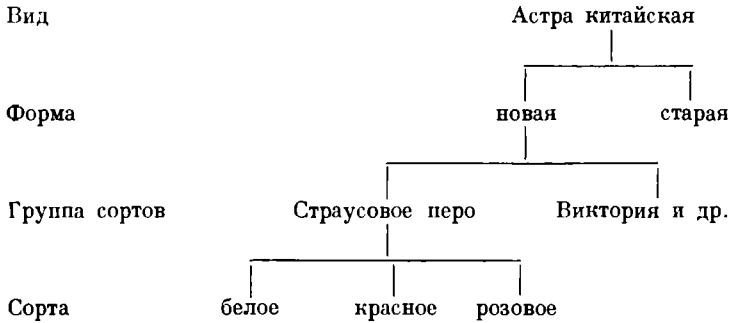 Вид Астра китайская
Форма новая старая
Группа сортов Страусовое перо Виктория и др.
Сорта белое красное розовое